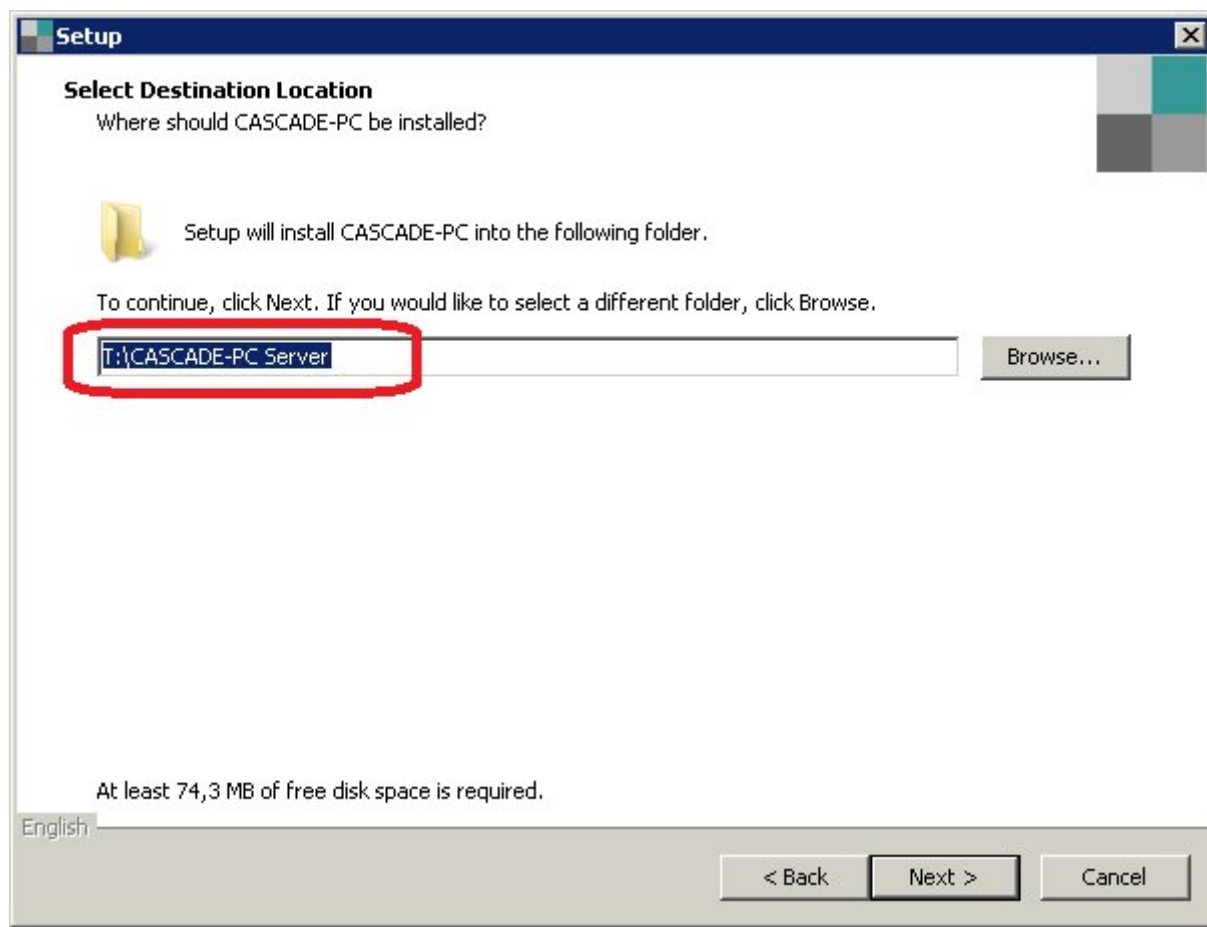 Setup
Select Destination Location
Where should CASCADE-PC be installed?
Setup will install CASCADE-PC into the following folder.
To continue, click Next. If you would like to select a different folder, click Browse.
T:\CASCADE-PC Server
Browse...
At least 74,3 MB of free disk space is required.
English
< Back
Next >
Cancel